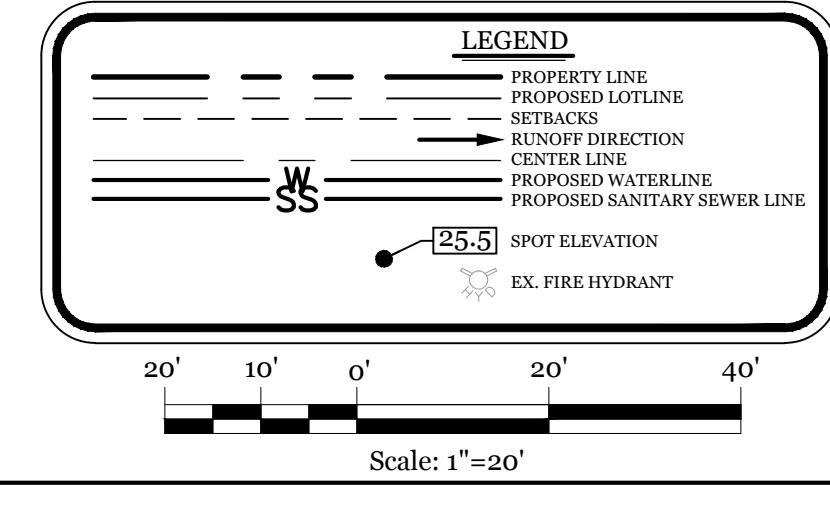 LEGEND
PROPERTY LINE
PROPOSED LOTLINE
SETBACKS
RUNOFF DIRECTION
CENTER LINE
W PROPOSED WATERLINE
SS PROPOSED SANITARY SEWER LINE
25.5 SPOT ELEVATION
HYD EX. FIRE HYDRANT
20' 10' 0' 20' 40'
Scale: 1"=20'